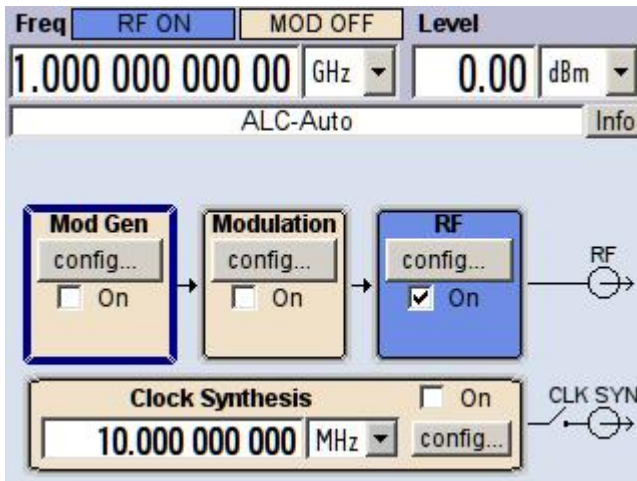 Freq RF ON MOD OFF Level
1.000 000 000 00 GHz 0.00 dBm
ALC-Auto Info
Mod Gen Modulation RF
config... config... config... RF
On On On
Clock Synthesis On CLK SYN
10.000 000 000 MHz config...